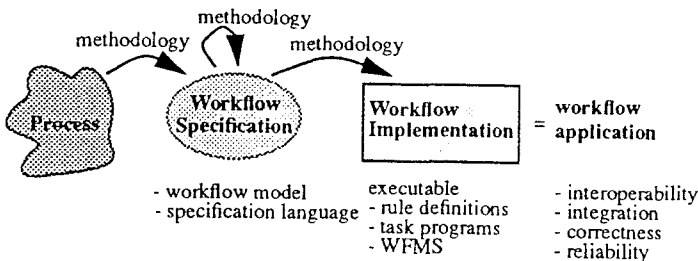 methodology
methodology
methodology
Process
Workflow
Specification
Workflow
Implementation
= workflow
application
- workflow model
- specification language
executable
- rule definitions
- task programs
- WFMS
- interoperability
- integration
- correctness
- reliability